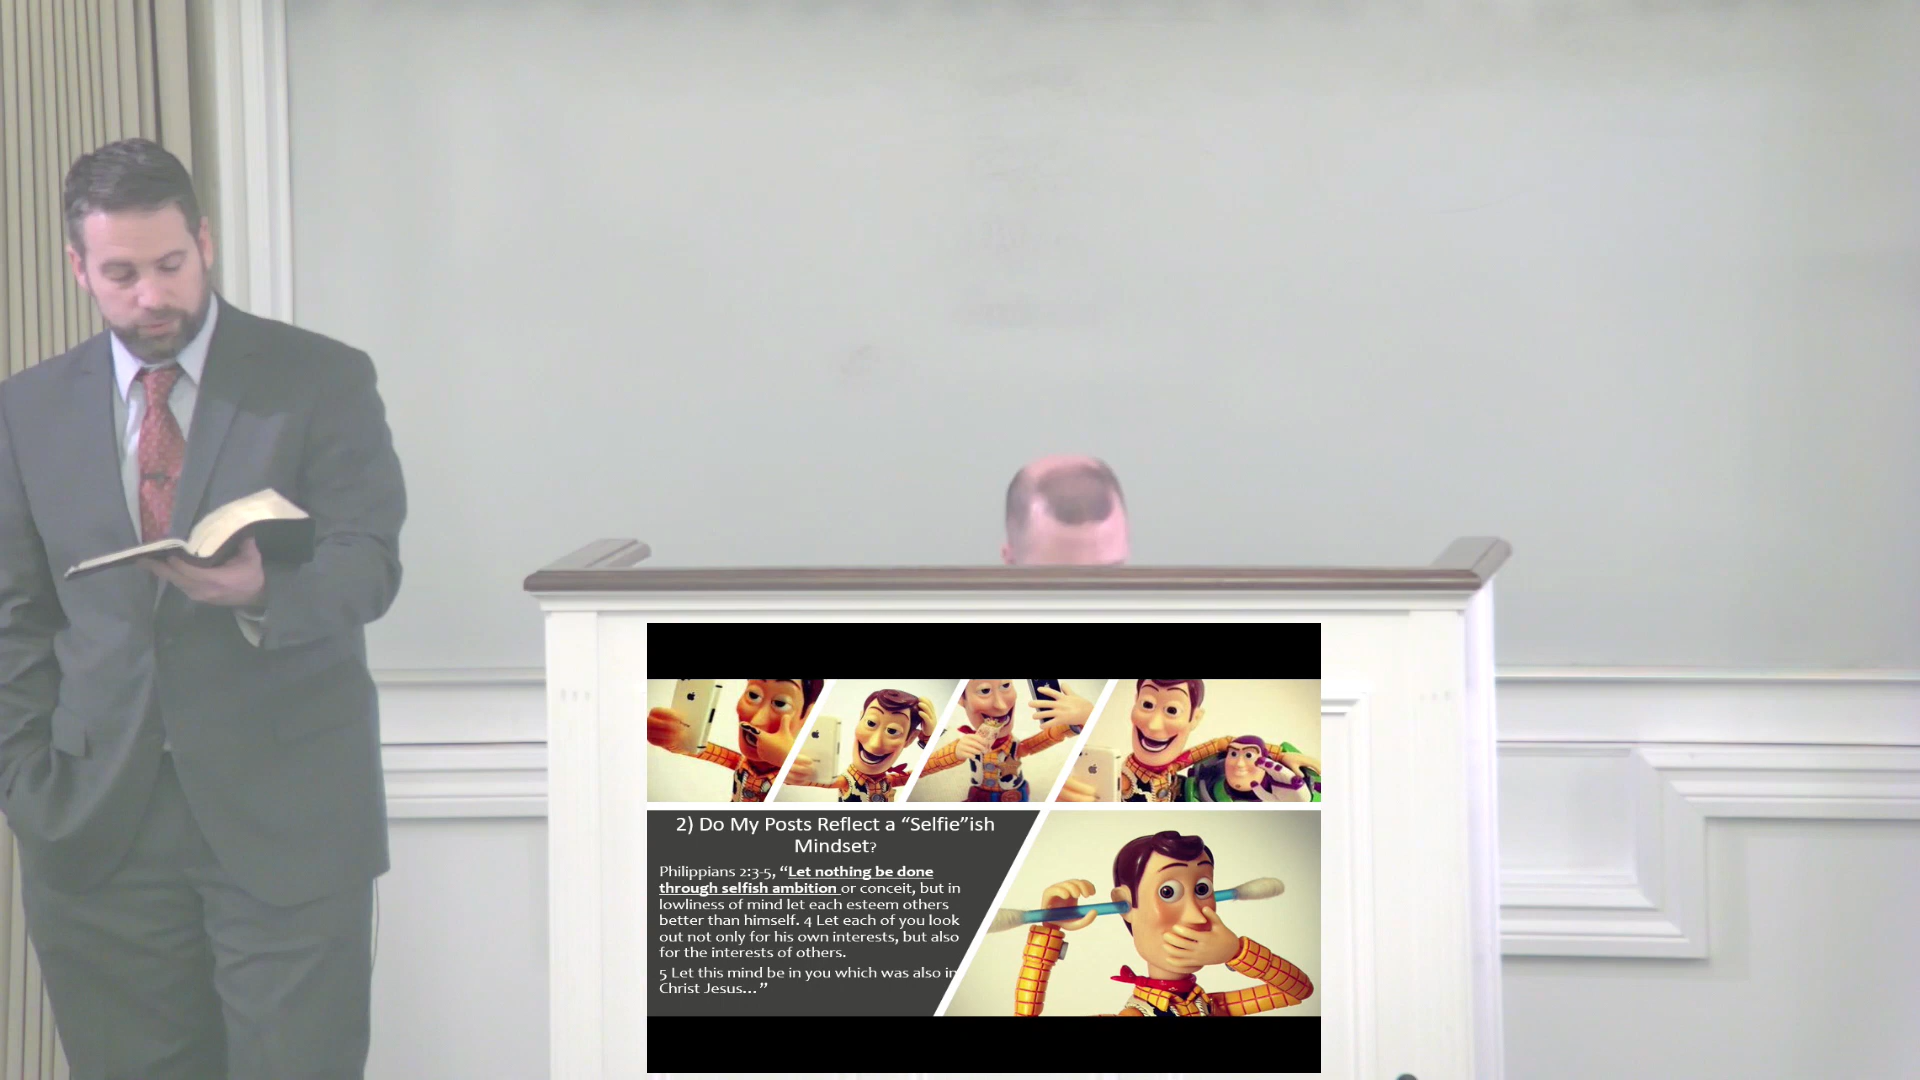 2) Do My Posts Reflect a “Selfie”ish
Mindset?
Philippians 2:3-5, “Let nothing be done
through selfish ambition or conceit, but in
lowliness of mind let each esteem others
better than himself. 4 Let each of you look
out not only for his own interests, but also
for the interests of others.
5 Let this mind be in you which was also in
Christ Jesus…”